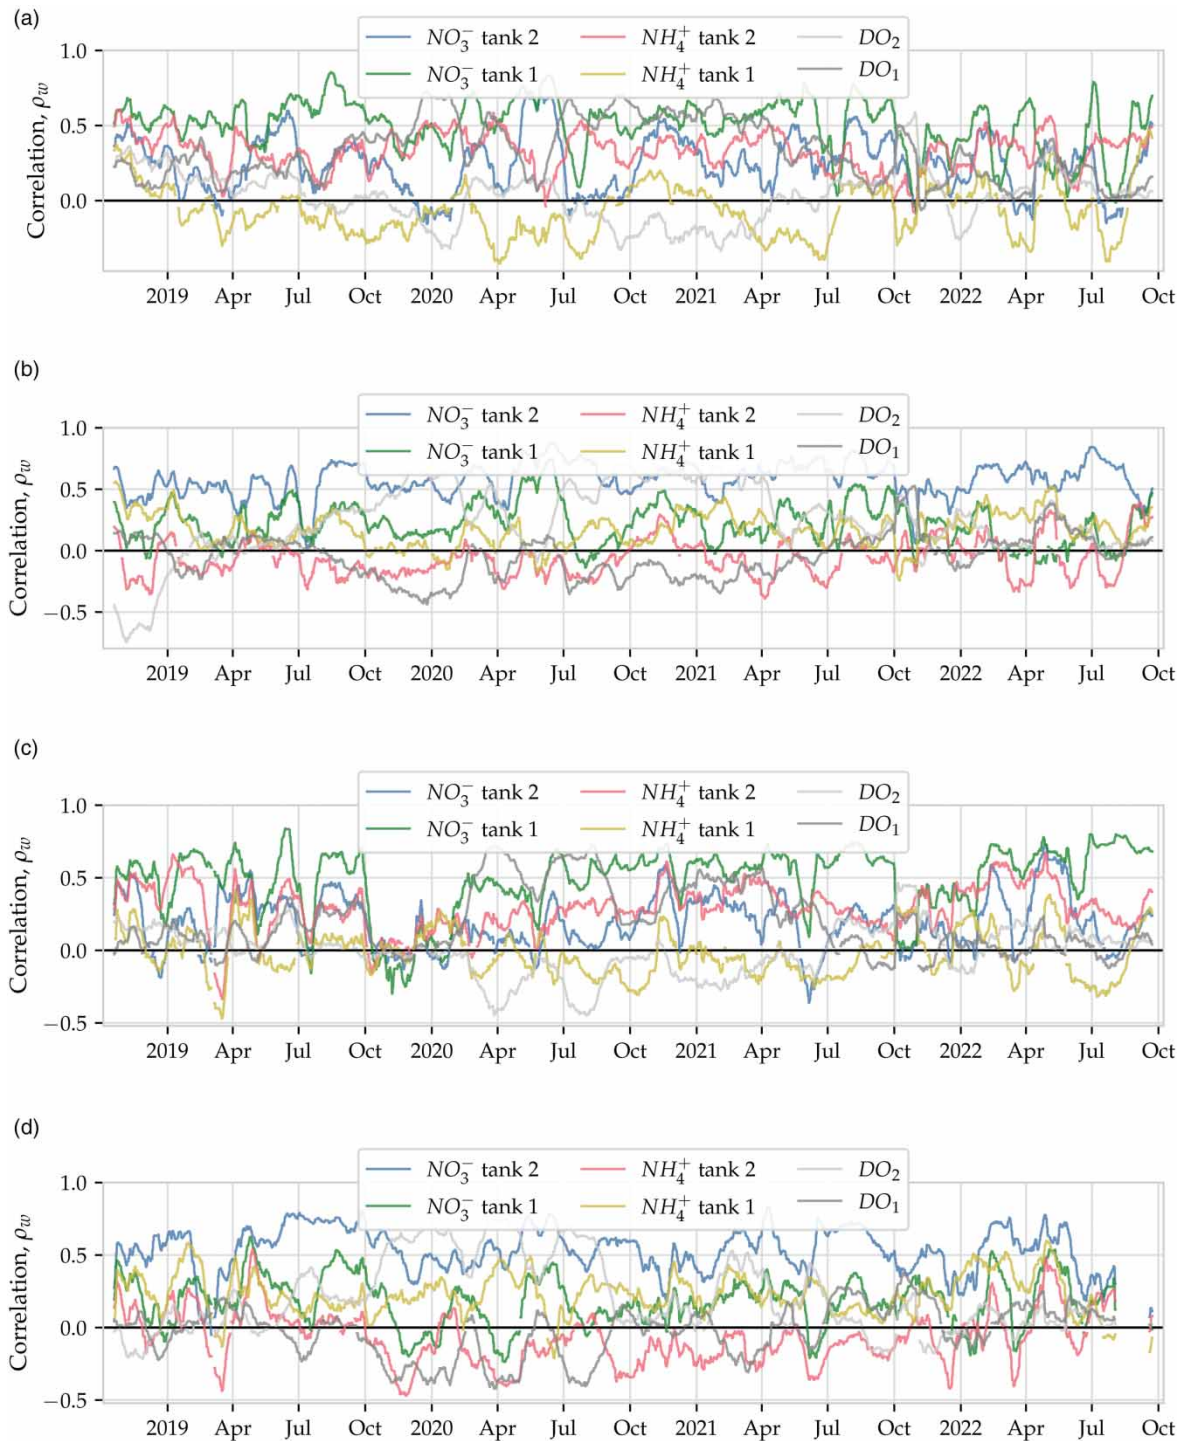 (a)
NO₃⁻ tank 2 NH₄⁺ tank 2 DO₂
NO₃⁻ tank 1 NH₄⁺ tank 1 DO₁
1.0
0.5
0.0
Correlation, ρw
2019 Apr Jul Oct 2020 Apr Jul Oct 2021 Apr Jul Oct 2022 Apr Jul Oct
(b)
NO₃⁻ tank 2 NH₄⁺ tank 2 DO₂
NO₃⁻ tank 1 NH₄⁺ tank 1 DO₁
1.0
0.5
0.0
−0.5
Correlation, ρw
2019 Apr Jul Oct 2020 Apr Jul Oct 2021 Apr Jul Oct 2022 Apr Jul Oct
(c)
NO₃⁻ tank 2 NH₄⁺ tank 2 DO₂
NO₃⁻ tank 1 NH₄⁺ tank 1 DO₁
1.0
0.5
0.0
−0.5
Correlation, ρw
2019 Apr Jul Oct 2020 Apr Jul Oct 2021 Apr Jul Oct 2022 Apr Jul Oct
(d)
NO₃⁻ tank 2 NH₄⁺ tank 2 DO₂
NO₃⁻ tank 1 NH₄⁺ tank 1 DO₁
1.0
0.5
0.0
−0.5
Correlation, ρw
2019 Apr Jul Oct 2020 Apr Jul Oct 2021 Apr Jul Oct 2022 Apr Jul Oct